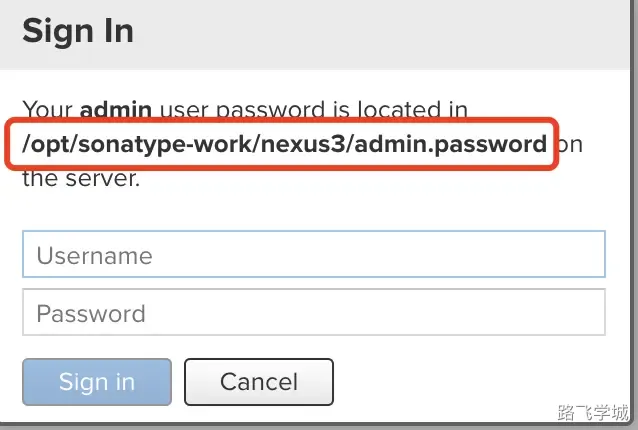 Sign In
Your admin user password is located in
/opt/sonatype-work/nexus3/admin.password on
the server.
Username
Password
Sign in
Cancel
路飞学城